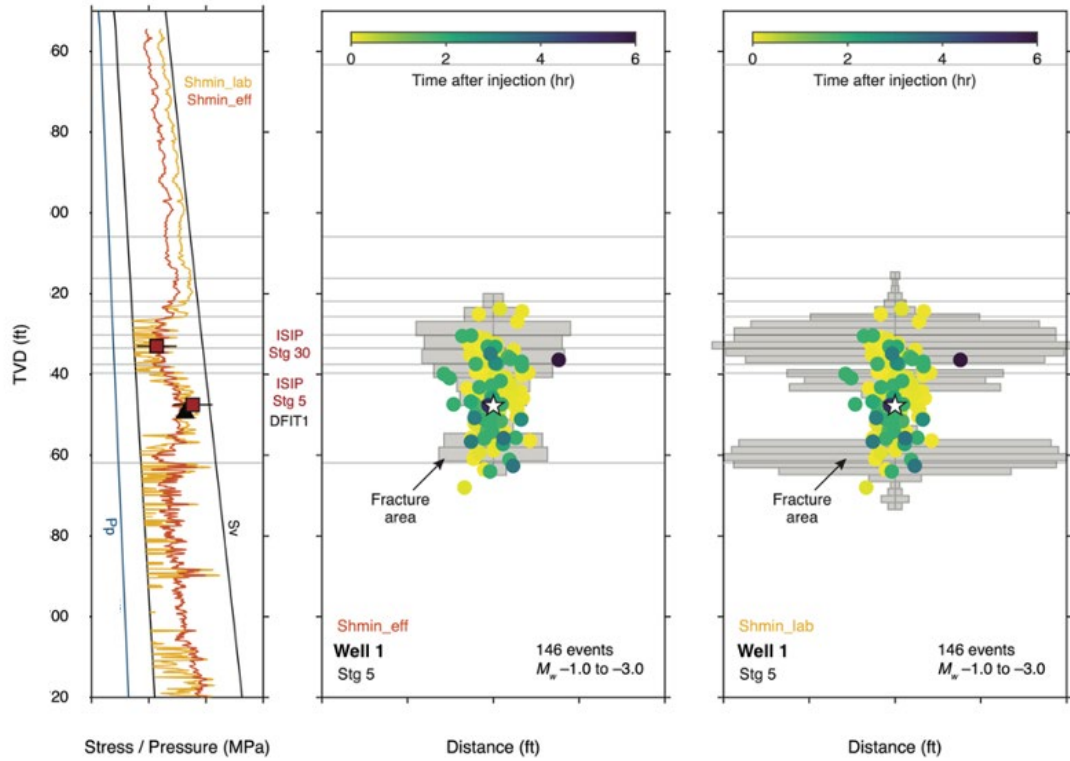 TVD (ft)
60
80
00
20
40
60
80
00
20
Shmin_lab
Shmin_eff
ISIP
Stg 30
ISIP
Stg 5
DFIT1
Pp
Sv
Stress / Pressure (MPa)
0 2 4 6
Time after injection (hr)
Fracture
area
Shmin_eff
Well 1
Stg 5
146 events
Mw –1.0 to –3.0
Distance (ft)
0 2 4 6
Time after injection (hr)
Fracture
area
Shmin_lab
Well 1
Stg 5
146 events
Mw –1.0 to –3.0
Distance (ft)